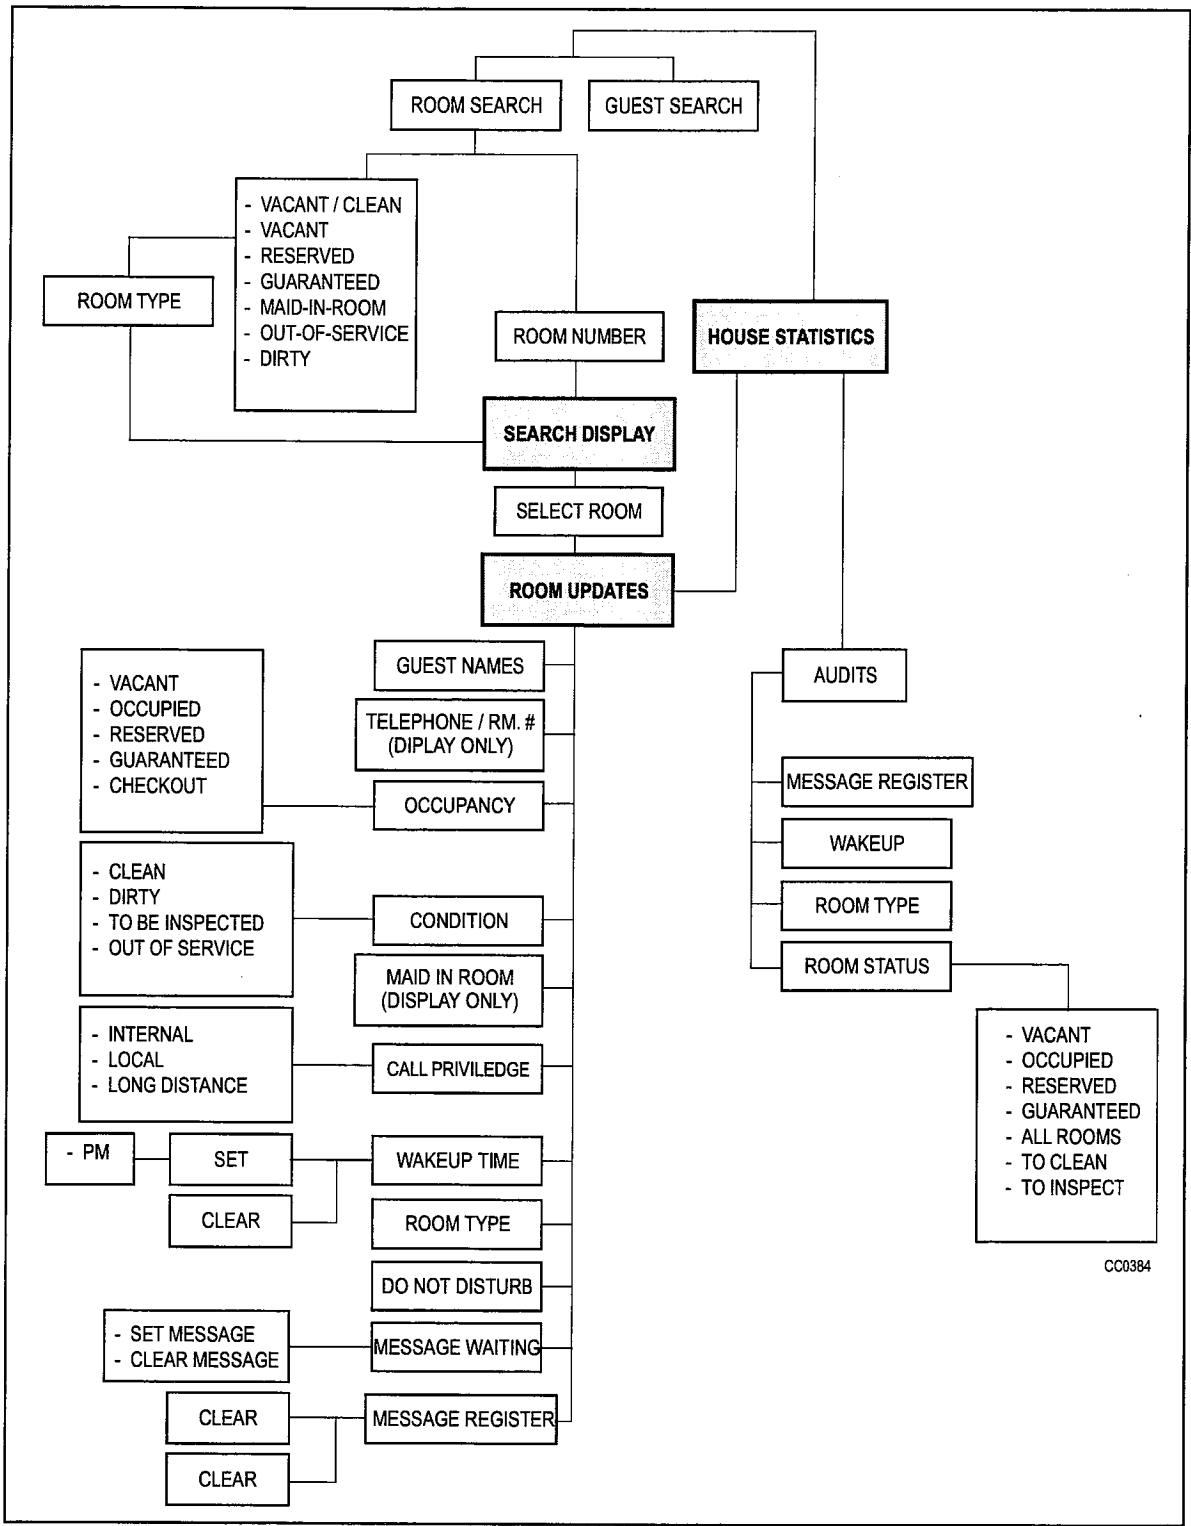 ROOM SEARCH
GUEST SEARCH
- VACANT / CLEAN
- VACANT
- RESERVED
- GUARANTEED
- MAID-IN-ROOM
- OUT-OF-SERVICE
- DIRTY
ROOM TYPE
ROOM NUMBER
HOUSE STATISTICS
SEARCH DISPLAY
SELECT ROOM
ROOM UPDATES
GUEST NAMES
TELEPHONE / RM. #
(DIPLAY ONLY)
- VACANT
- OCCUPIED
- RESERVED
- GUARANTEED
- CHECKOUT
OCCUPANCY
- CLEAN
- DIRTY
- TO BE INSPECTED
- OUT OF SERVICE
CONDITION
MAID IN ROOM
(DISPLAY ONLY)
- INTERNAL
- LOCAL
- LONG DISTANCE
CALL PRIVILEDGE
- PM
SET
WAKEUP TIME
CLEAR
ROOM TYPE
DO NOT DISTURB
- SET MESSAGE
- CLEAR MESSAGE
MESSAGE WAITING
CLEAR
MESSAGE REGISTER
CLEAR
AUDITS
MESSAGE REGISTER
WAKEUP
ROOM TYPE
ROOM STATUS
- VACANT
- OCCUPIED
- RESERVED
- GUARANTEED
- ALL ROOMS
- TO CLEAN
- TO INSPECT
CC0384